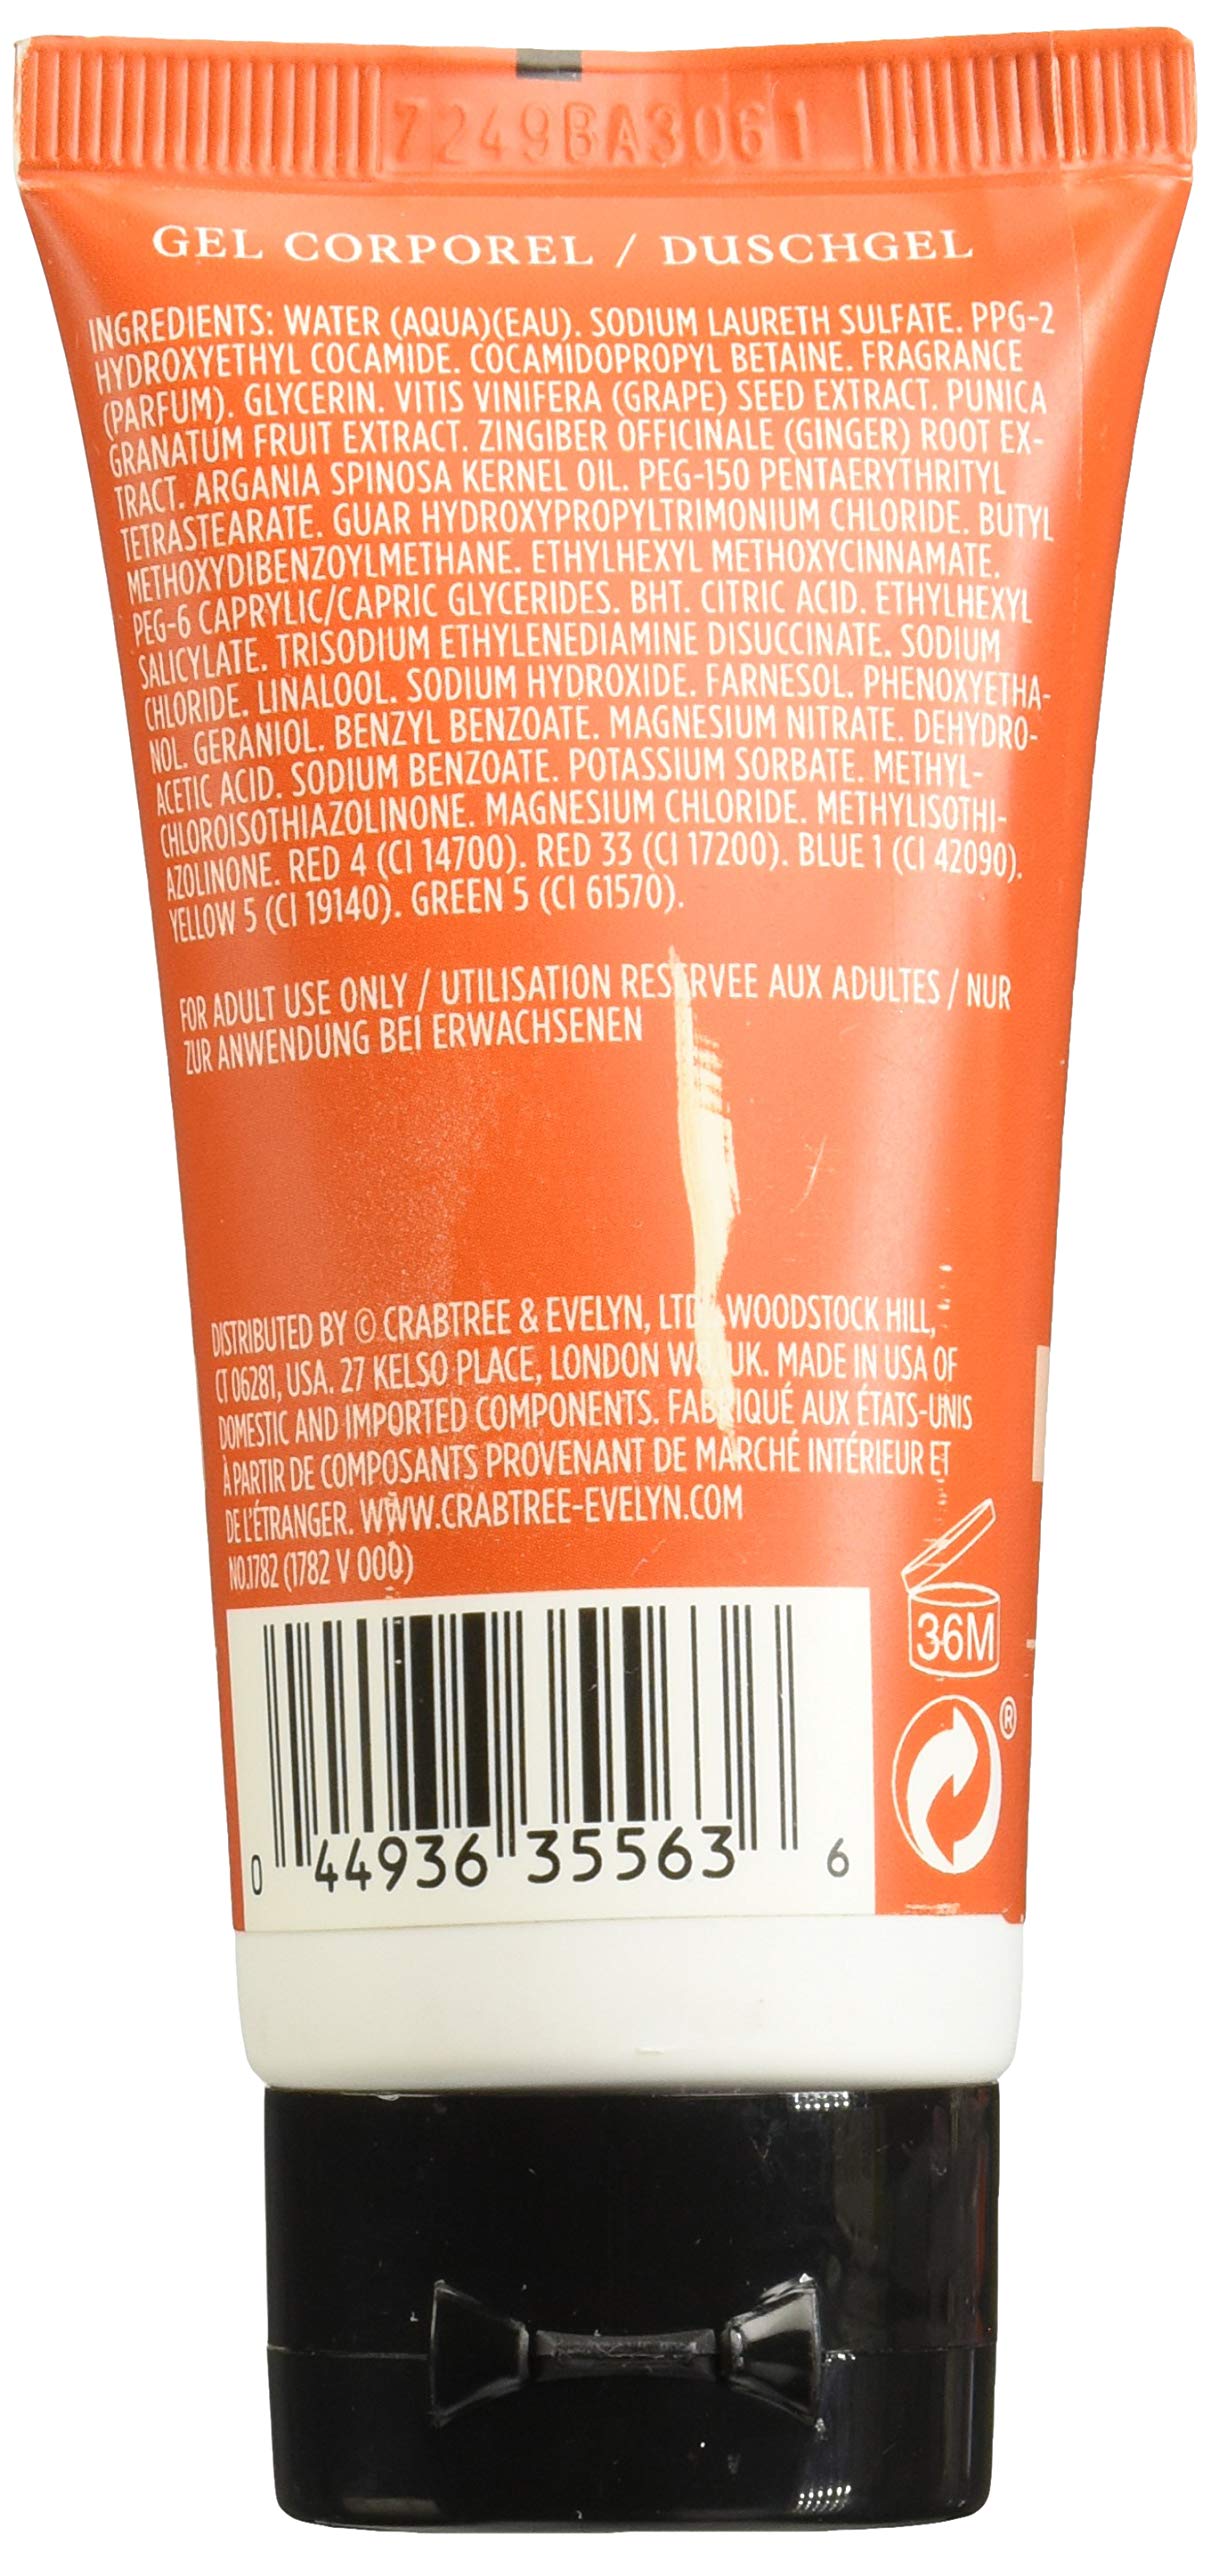 7249BA3061
GEL CORPOREL / DUSCHGEL
INGREDIENTS: WATER (AQUA)(EAU). SODIUM LAURETH SULFATE. PPG-2
HYDROXYETHYL COCAMIDE. COCAMIDOPROPYL BETAINE. FRAGRANCE
(PARFUM). GLYCERIN. VITIS VINIFERA (GRAPE) SEED EXTRACT. PUNICA
GRANATUM FRUIT EXTRACT. ZINGIBER OFFICINALE (GINGER) ROOT EX-
TRACT. ARGANIA SPINOSA KERNEL OIL. PEG-150 PENTAERYTHRITYL
TETRASTEARATE. GUAR HYDROXYPROPYLTRIMONIUM CHLORIDE. BUTYL
METHOXYDIBENZOYLMETHANE. ETHYLHEXYL METHOXYCINNAMATE.
PEG-6 CAPRYLIC/CAPRIC GLYCERIDES. BHT. CITRIC ACID. ETHYLHEXYL
SALICYLATE. TRISODIUM ETHYLENEDIAMINE DISUCCINATE. SODIUM
CHLORIDE. LINALOOL. SODIUM HYDROXIDE. FARNESOL. PHENOXYETHA-
NOL. GERANIOL. BENZYL BENZOATE. MAGNESIUM NITRATE. DEHYDRO-
ACETIC ACID. SODIUM BENZOATE. POTASSIUM SORBATE. METHYL-
CHLOROISOTHIAZOLINONE. MAGNESIUM CHLORIDE. METHYLISOTHI-
AZOLINONE. RED 4 (CI 14700). RED 33 (CI 17200). BLUE 1 (CI 42090).
YELLOW 5 (CI 19140). GREEN 5 (CI 61570).
FOR ADULT USE ONLY / UTILISATION RESERVEE AUX ADULTES / NUR
ZUR ANWENDUNG BEI ERWACHSENEN
DISTRIBUTED BY © CRABTREE & EVELYN, LTD. WOODSTOCK HILL,
CT 06281, USA. 27 KELSO PLACE, LONDON UK. MADE IN USA OF
DOMESTIC AND IMPORTED COMPONENTS. FABRIQUÉ AUX ÉTATS-UNIS
À PARTIR DE COMPOSANTS PROVENANT DE MARCHÉ INTÉRIEUR ET
DE L'ÉTRANGER. WWW.CRABTREE-EVELYN.COM
NO.1782 (1782 V 000)
36M
®
0 44936 35563 6